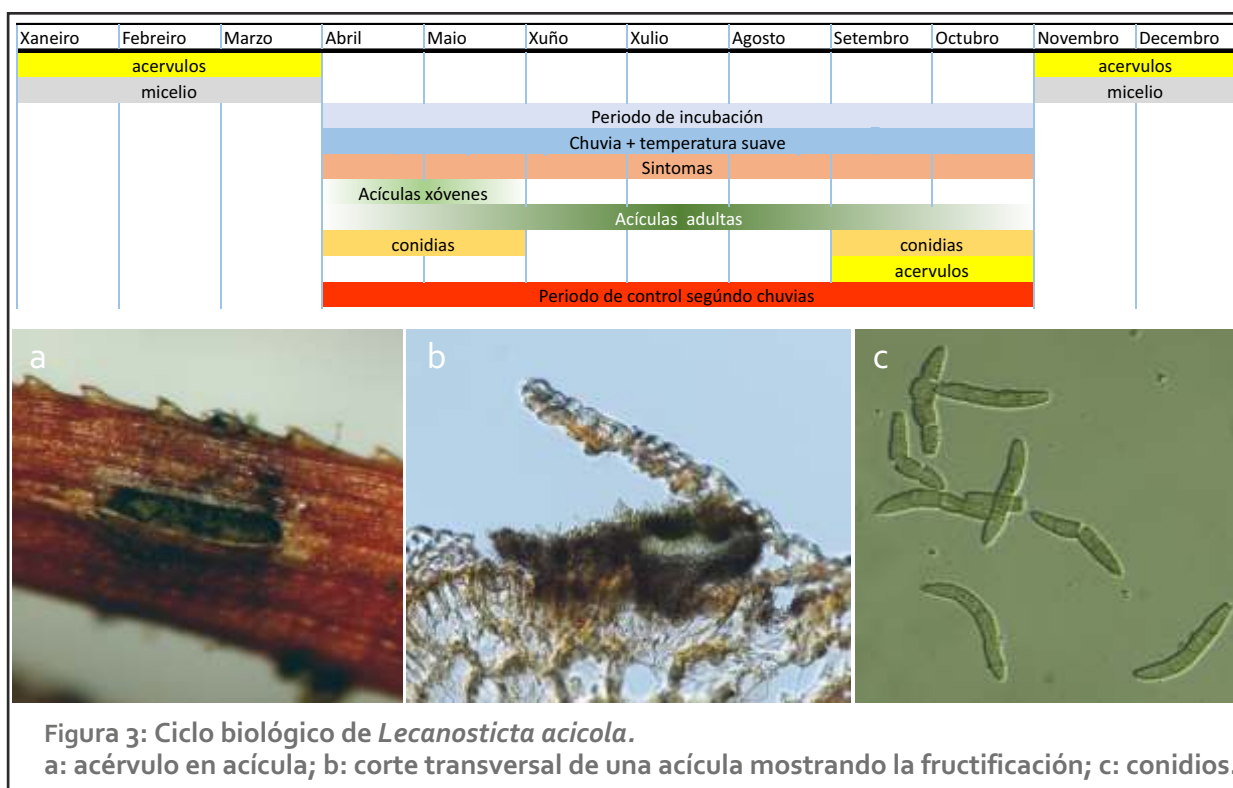 Xaneiro Febreiro Marzo Abril Maio Xuño Xulio Agosto Setembro Octubro Novembro Decembro
acervulos acervulos
micelio micelio
Periodo de incubación
Chuvia + temperatura suave
Sintomas
Acículas xóvenes
Acículas adultas
conidias conidias
acervulos
Periodo de control segúndo chuvias
a b c
Figura 3: Ciclo biológico de Lecanosticta acicola.
a: acérvulo en acícula; b: corte transversal de una acícula mostrando la fructificación; c: conidios.